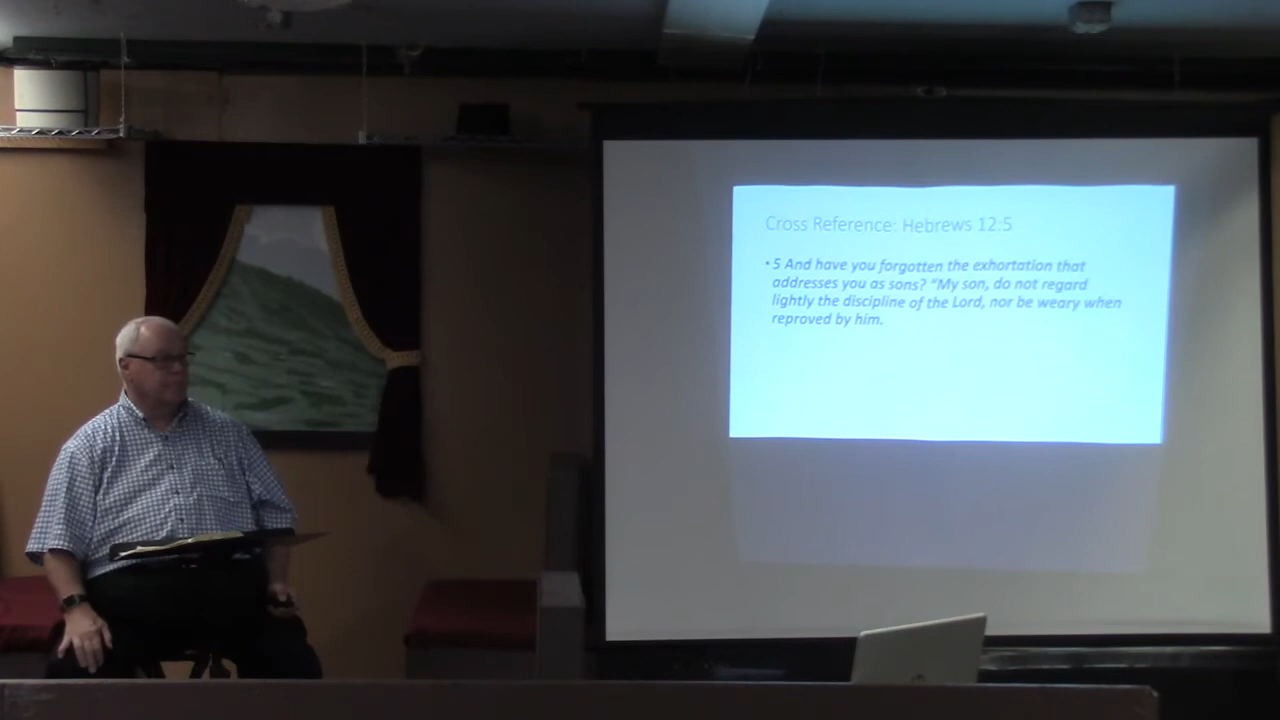 Cross Reference: Hebrews 12:5
• 5 And have you forgotten the exhortation that
addresses you as sons? “My son, do not regard
lightly the discipline of the Lord, nor be weary when
reproved by him.